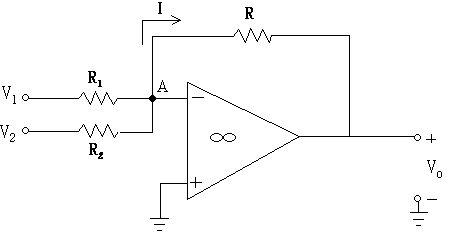 I
R
R₁
A
V₁
−
∞
V₂
R₂
+
+
V₀
−